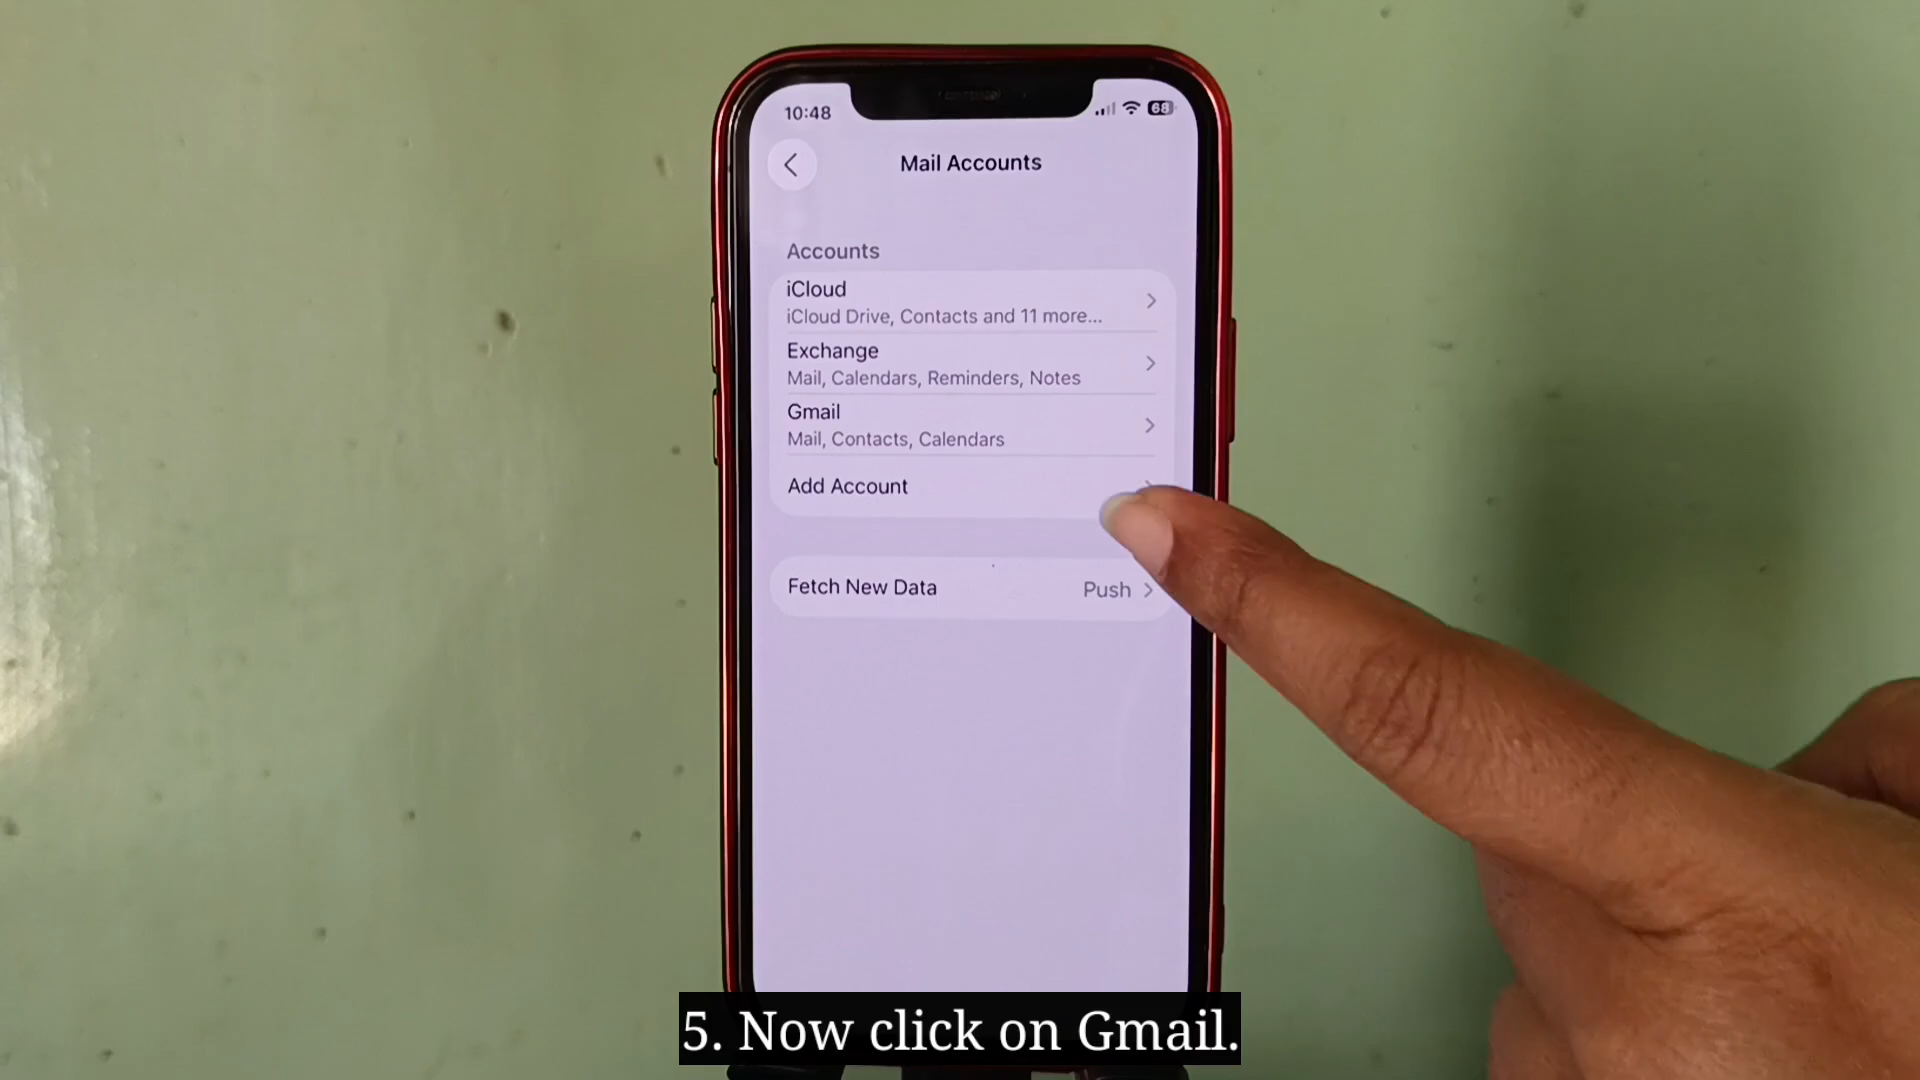 10:48
68
Mail Accounts
Accounts
iCloud
iCloud Drive, Contacts and 11 more...
Exchange
Mail, Calendars, Reminders, Notes
Gmail
Mail, Contacts, Calendars
Add Account
Fetch New Data Push
5. Now click on Gmail.